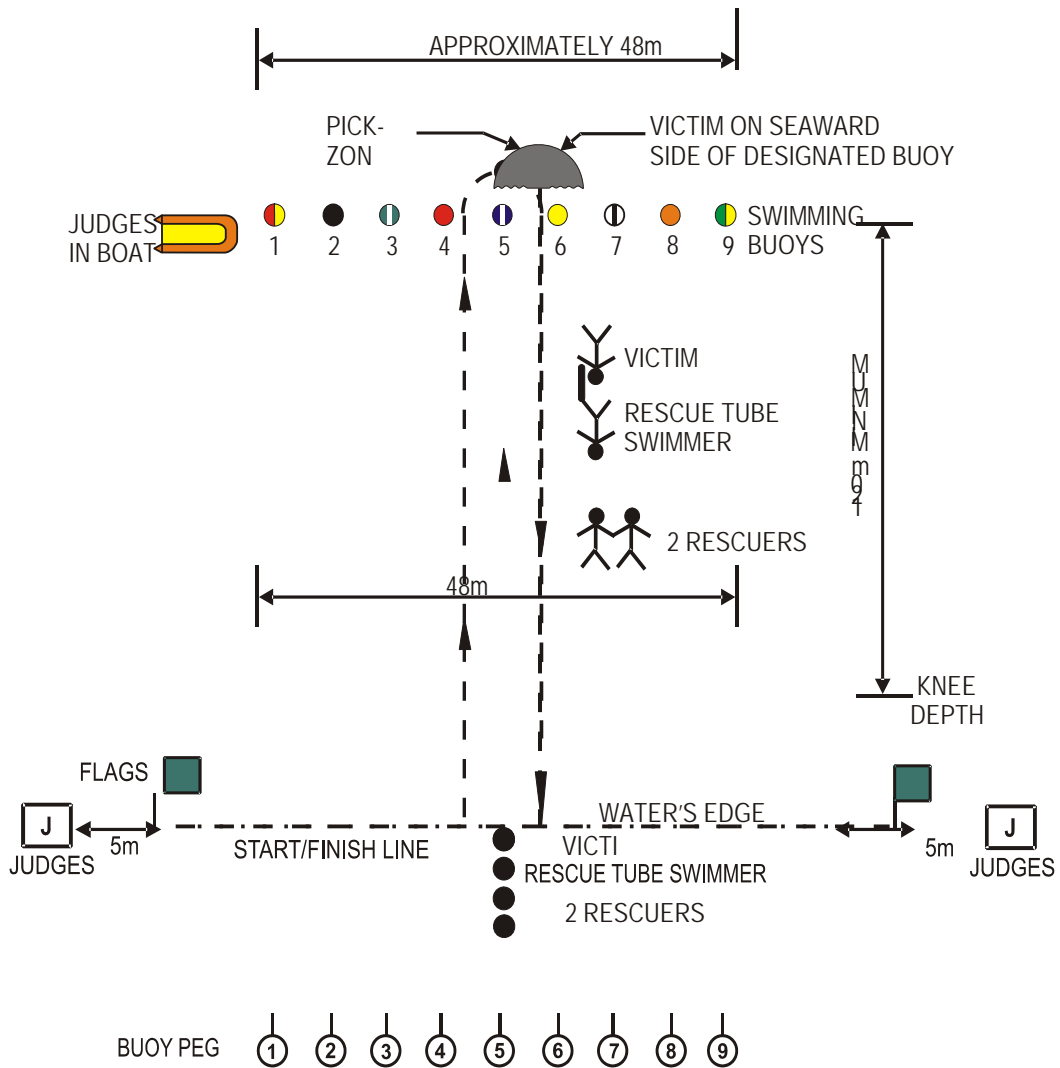 APPROXIMATELY 48m
PICK-
ZON
VICTIM ON SEAWARD
SIDE OF DESIGNATED BUOY
JUDGES
IN BOAT
SWIMMING
BUOYS
1 2 3 4 5 6 7 8 9
VICTIM
RESCUE TUBE
SWIMMER
120m MINIMUM
2 RESCUERS
48m
KNEE
DEPTH
FLAGS
WATER'S EDGE
J
5m
JUDGES
START/FINISH LINE
VICTI
RESCUE TUBE SWIMMER
2 RESCUERS
5m
J
JUDGES
BUOY PEG
1 2 3 4 5 6 7 8 9